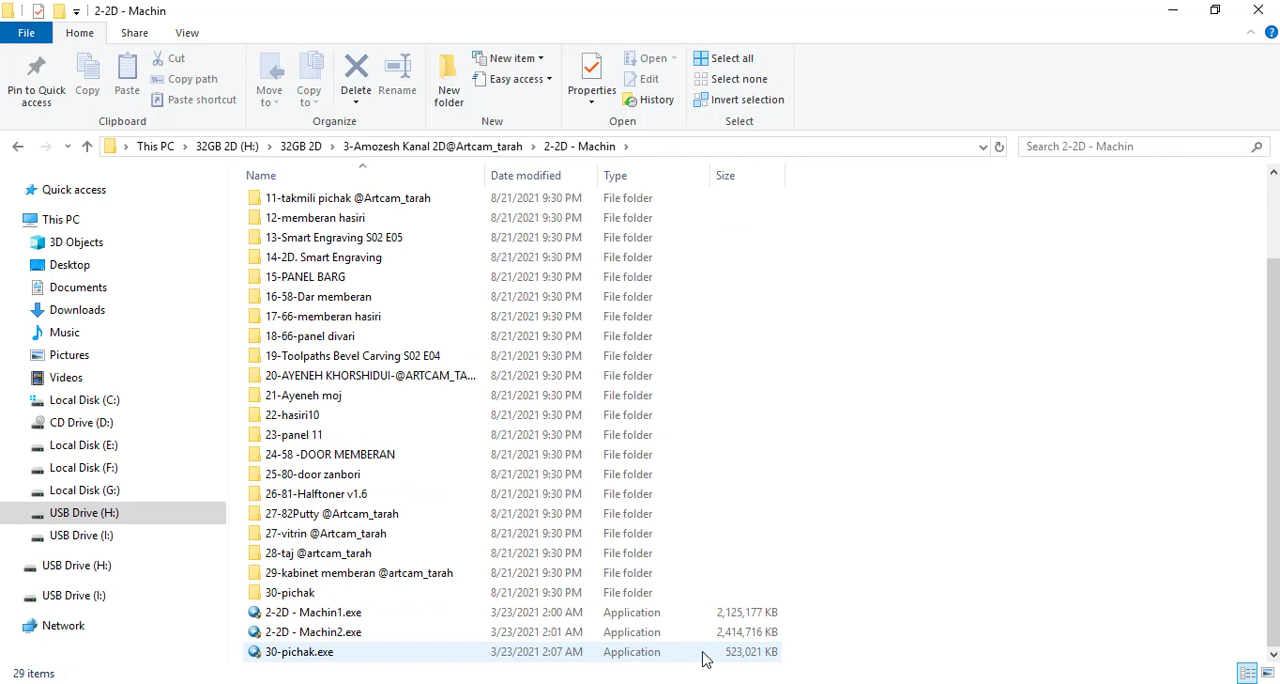 2-2D - Machin
File Home Share View
Pin to Quick access
Copy
Paste
Cut
Copy path
Paste shortcut
Clipboard
Move to
Copy to
Delete
Rename
Organize
New folder
New item
Easy access
New
Properties
Open
Edit
History
Open
Select all
Select none
Invert selection
Select
This PC › 32GB 2D (H:) › 32GB 2D › 3-Amozesh Kanal 2D@Artcam_tarah › 2-2D - Machin ›
Search 2-2D - Machin
Quick access
This PC
3D Objects
Desktop
Documents
Downloads
Music
Pictures
Videos
Local Disk (C:)
CD Drive (D:)
Local Disk (E:)
Local Disk (F:)
Local Disk (G:)
USB Drive (H:)
USB Drive (I:)
USB Drive (H:)
USB Drive (I:)
Network
Name Date modified Type Size
11-takmili pichak @Artcam_tarah 8/21/2021 9:30 PM File folder
12-memberan hasiri 8/21/2021 9:30 PM File folder
13-Smart Engraving S02 E05 8/21/2021 9:30 PM File folder
14-2D. Smart Engraving 8/21/2021 9:30 PM File folder
15-PANEL BARG 8/21/2021 9:30 PM File folder
16-58-Dar memberan 8/21/2021 9:30 PM File folder
17-66-memberan hasiri 8/21/2021 9:30 PM File folder
18-66-panel divari 8/21/2021 9:30 PM File folder
19-Toolpaths Bevel Carving S02 E04 8/21/2021 9:30 PM File folder
20-AYENEH KHORSHIDUI-@ARTCAM_TA... 8/21/2021 9:30 PM File folder
21-Ayeneh moj 8/21/2021 9:30 PM File folder
22-hasiri10 8/21/2021 9:30 PM File folder
23-panel 11 8/21/2021 9:30 PM File folder
24-58 -DOOR MEMBERAN 8/21/2021 9:30 PM File folder
25-80-door zanbori 8/21/2021 9:30 PM File folder
26-81-Halftoner v1.6 8/21/2021 9:30 PM File folder
27-82Putty @Artcam_tarah 8/21/2021 9:30 PM File folder
27-vitrin @Artcam_tarah 8/21/2021 9:30 PM File folder
28-taj @artcam_tarah 8/21/2021 9:30 PM File folder
29-kabinet memberan @artcam_tarah 8/21/2021 9:30 PM File folder
30-pichak 8/21/2021 9:30 PM File folder
2-2D - Machin1.exe 3/23/2021 2:00 AM Application 2,125,177 KB
2-2D - Machin2.exe 3/23/2021 2:01 AM Application 2,414,716 KB
30-pichak.exe 3/23/2021 2:07 AM Application 523,021 KB
29 items